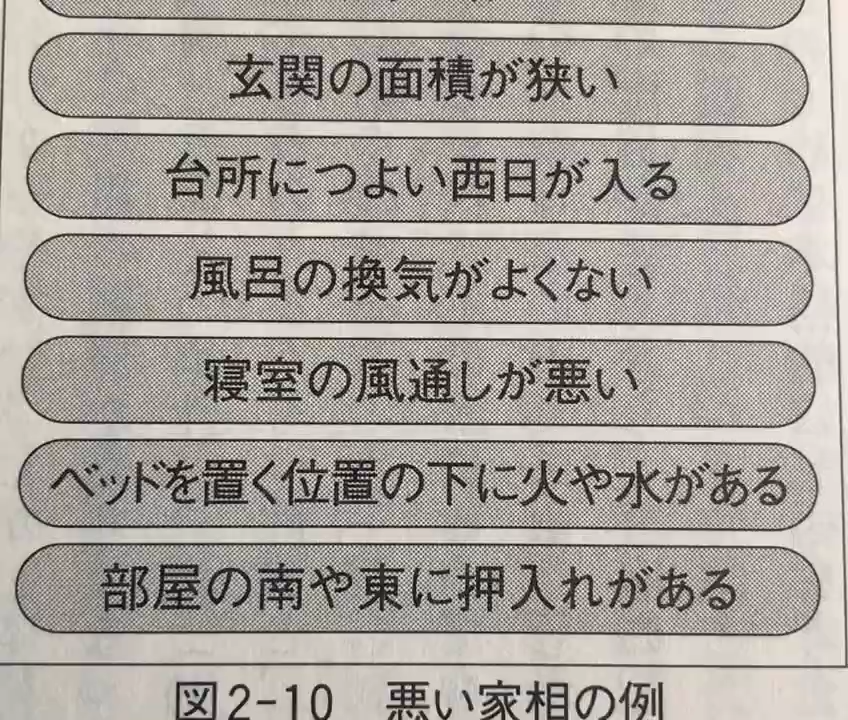 玄関の面積が狭い
台所につよい西日が入る
風呂の換気がよくない
寝室の風通しが悪い
ベッドを置く位置の下に火や水がある
部屋の南や東に押入れがある
図2-10 悪い家相の例